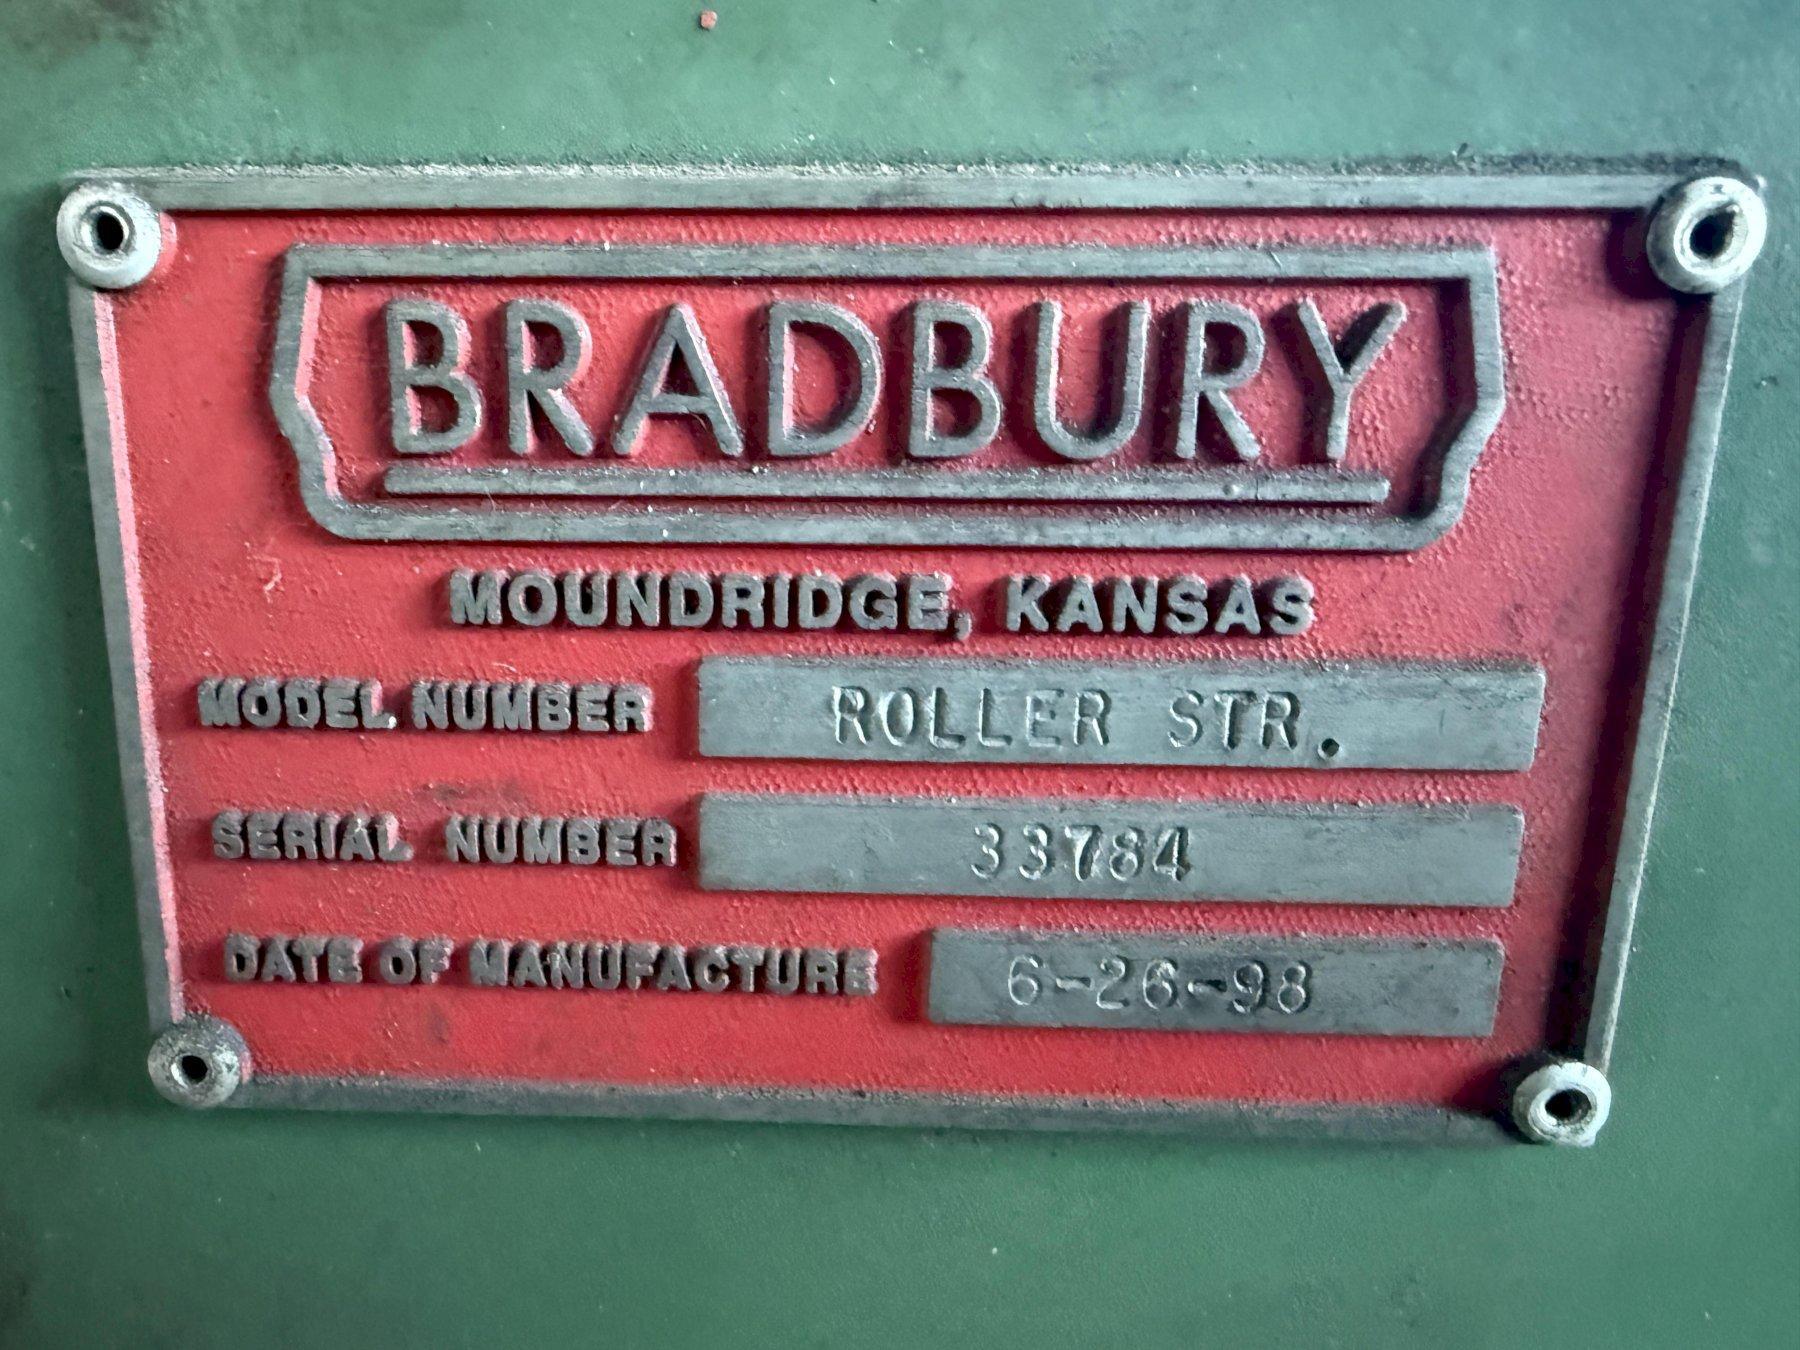 BRADBURY
MOUNDRIDGE, KANSAS
MODEL NUMBER ROLLER STR.
SERIAL NUMBER 33784
DATE OF MANUFACTURE 6-26-98